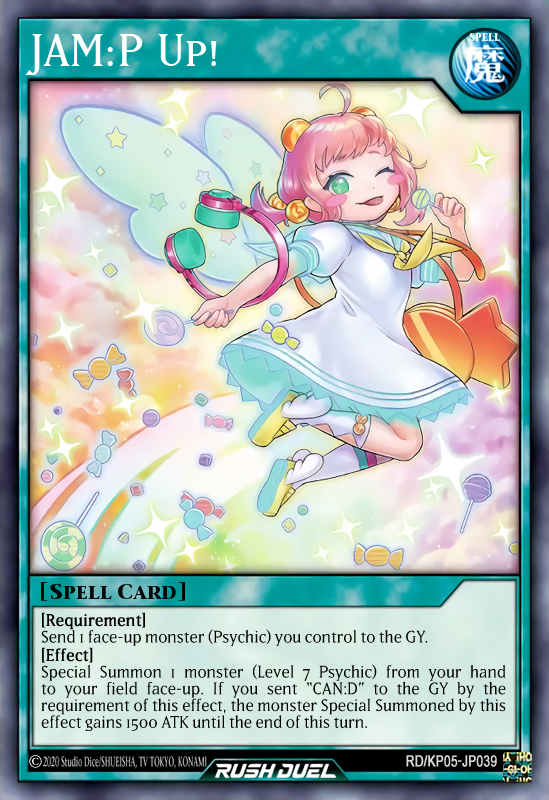 JAM:P Up!
SPELL
魔
[Spell Card]
[Requirement]
Send 1 face-up monster (Psychic) you control to the GY.
[Effect]
Special Summon 1 monster (Level 7 Psychic) from your hand
to your field face-up. If you sent "CAN:D" to the GY by the
requirement of this effect, the monster Special Summoned by this
effect gains 1500 ATK until the end of this turn.
©2020 Studio Dice/SHUEISHA, TV TOKYO, KONAMI
RUSH DUEL
RD/KP05-JP039